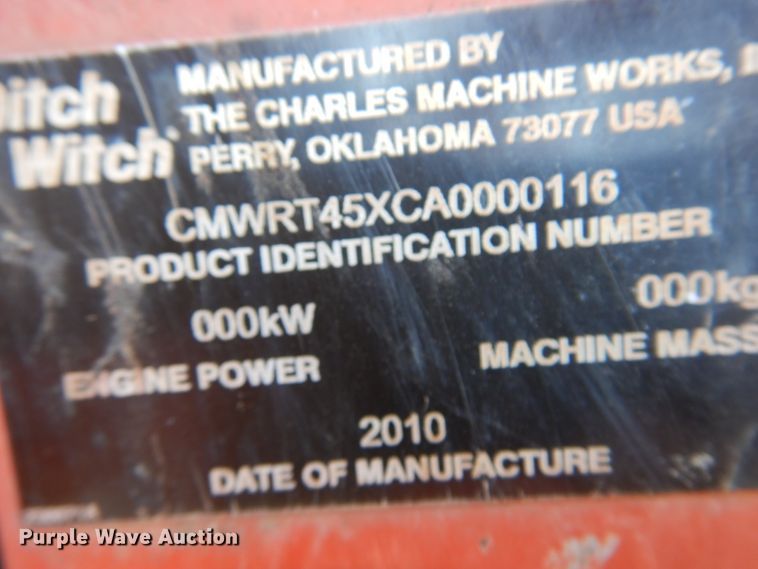 Ditch
Witch
MANUFACTURED BY
THE CHARLES MACHINE WORKS,
PERRY, OKLAHOMA 73077 USA
CMWRT45XCA0000116
PRODUCT IDENTIFICATION NUMBER
000kW
000kg
ENGINE POWER
MACHINE MASS
2010
DATE OF MANUFACTURE
Purple Wave Auction